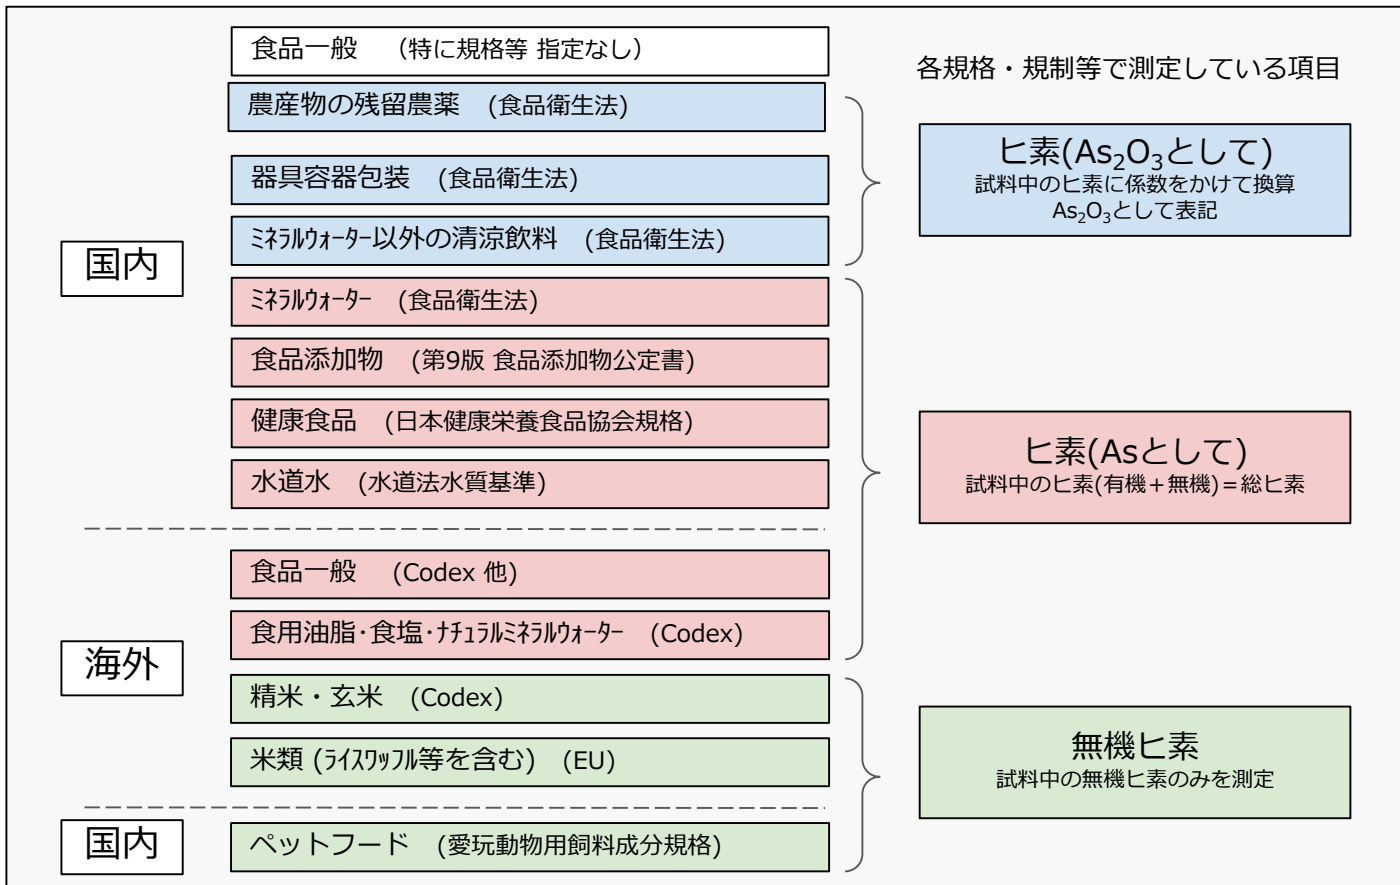 食品一般 （特に規格等 指定なし）
各規格・規制等で測定している項目
農産物の残留農薬 (食品衛生法)
器具容器包装 (食品衛生法)
ﾐﾈﾗﾙｳｫｰﾀｰ以外の清涼飲料 (食品衛生法)
ヒ素(As₂O₃として)
試料中のヒ素に係数をかけて換算
As₂O₃として表記
国内
ﾐﾈﾗﾙｳｫｰﾀｰ (食品衛生法)
食品添加物 (第9版 食品添加物公定書)
健康食品 (日本健康栄養食品協会規格)
水道水 (水道法水質基準)
ヒ素(Asとして)
試料中のヒ素(有機＋無機)＝総ヒ素
海外
食品一般 (Codex 他)
食用油脂･食塩･ﾅﾁｭﾗﾙﾐﾈﾗﾙｳｫｰﾀｰ (Codex)
精米・玄米 (Codex)
米類 (ﾗｲｽﾜｯﾌﾙ等を含む) (EU)
無機ヒ素
試料中の無機ヒ素のみを測定
国内
ペットフード (愛玩動物用飼料成分規格)